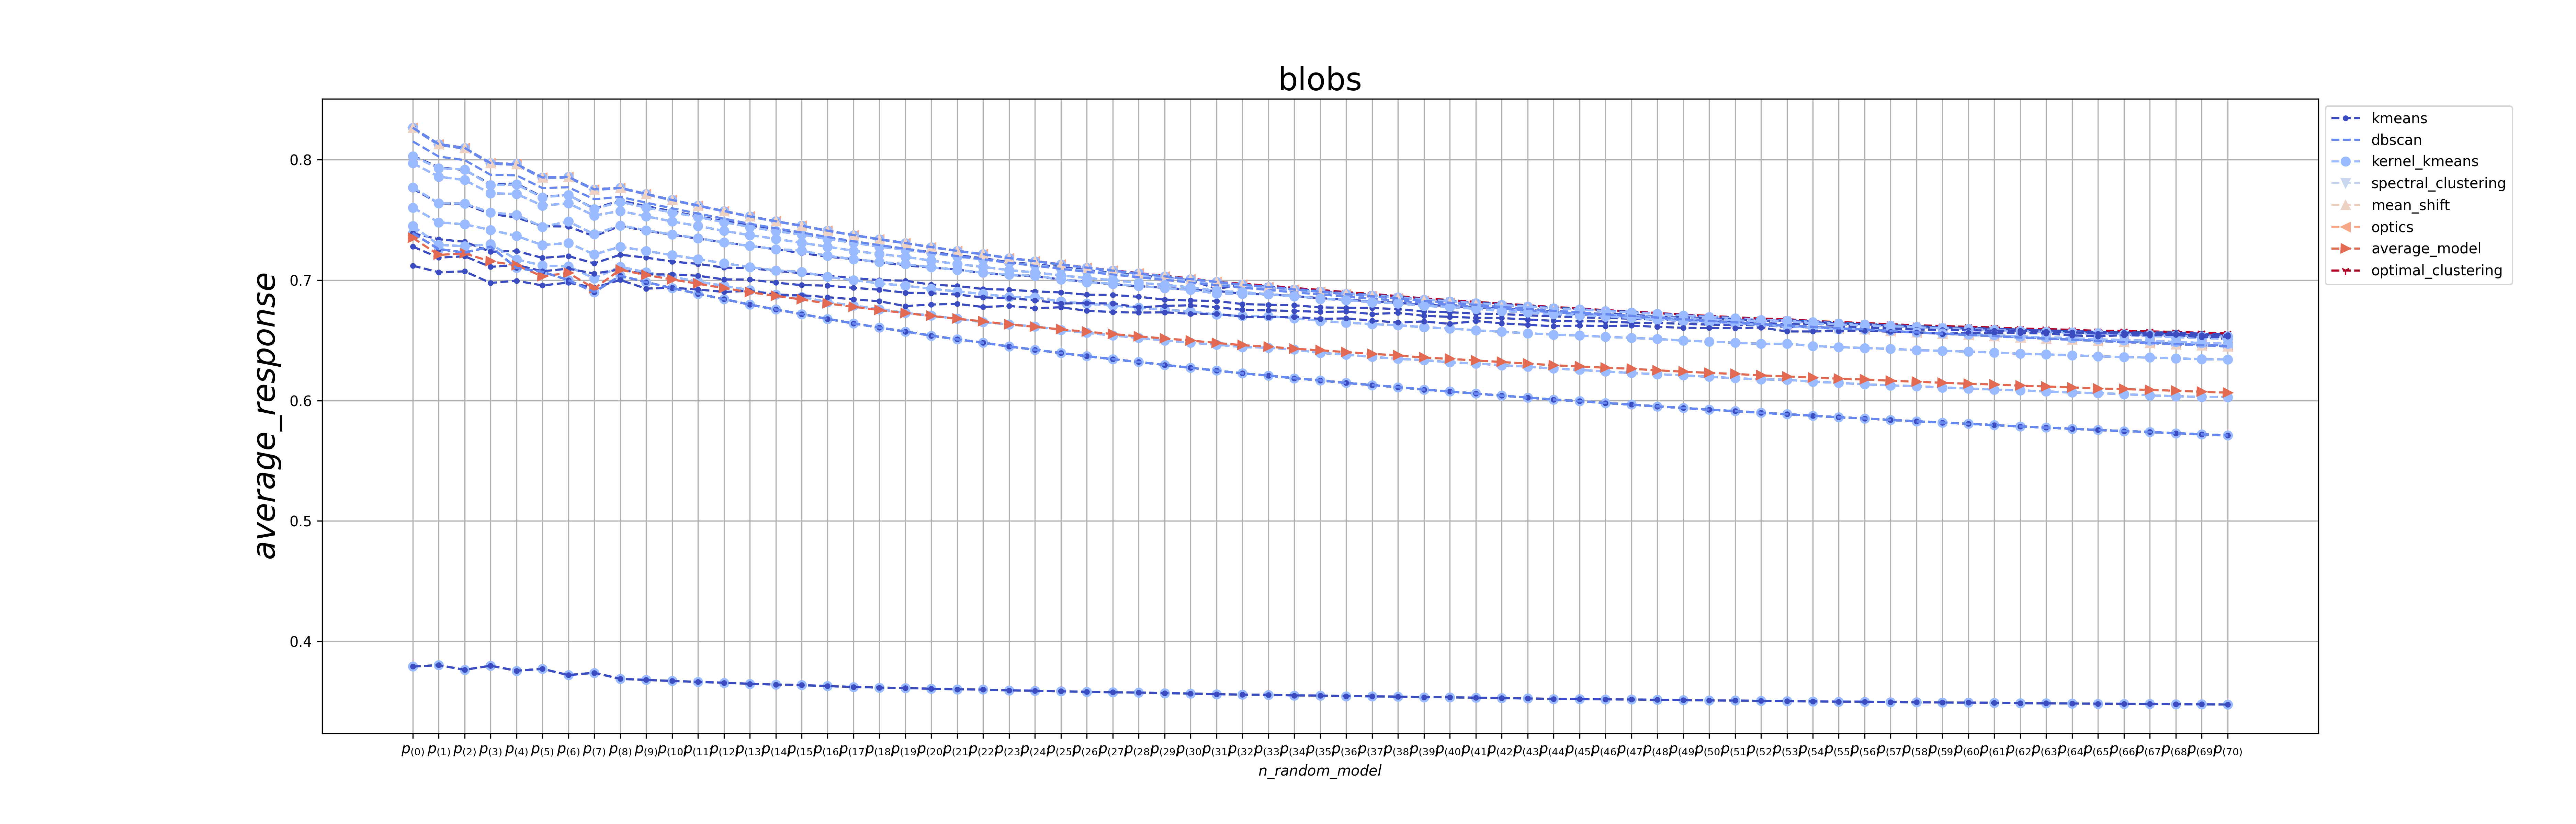 blobs
average_response
0.8
0.7
0.6
0.5
0.4
p(0) p(1) p(2) p(3) p(4) p(5) p(6) p(7) p(8) p(9) p(10) p(11) p(12) p(13) p(14) p(15) p(16) p(17) p(18) p(19) p(20) p(21) p(22) p(23) p(24) p(25) p(26) p(27) p(28) p(29) p(30) p(31) p(32) p(33) p(34) p(35) p(36) p(37) p(38) p(39) p(40) p(41) p(42) p(43) p(44) p(45) p(46) p(47) p(48) p(49) p(50) p(51) p(52) p(53) p(54) p(55) p(56) p(57) p(58) p(59) p(60) p(61) p(62) p(63) p(64) p(65) p(66) p(67) p(68) p(69) p(70)
n_random_model
kmeans
dbscan
kernel_kmeans
spectral_clustering
mean_shift
optics
average_model
optimal_clustering